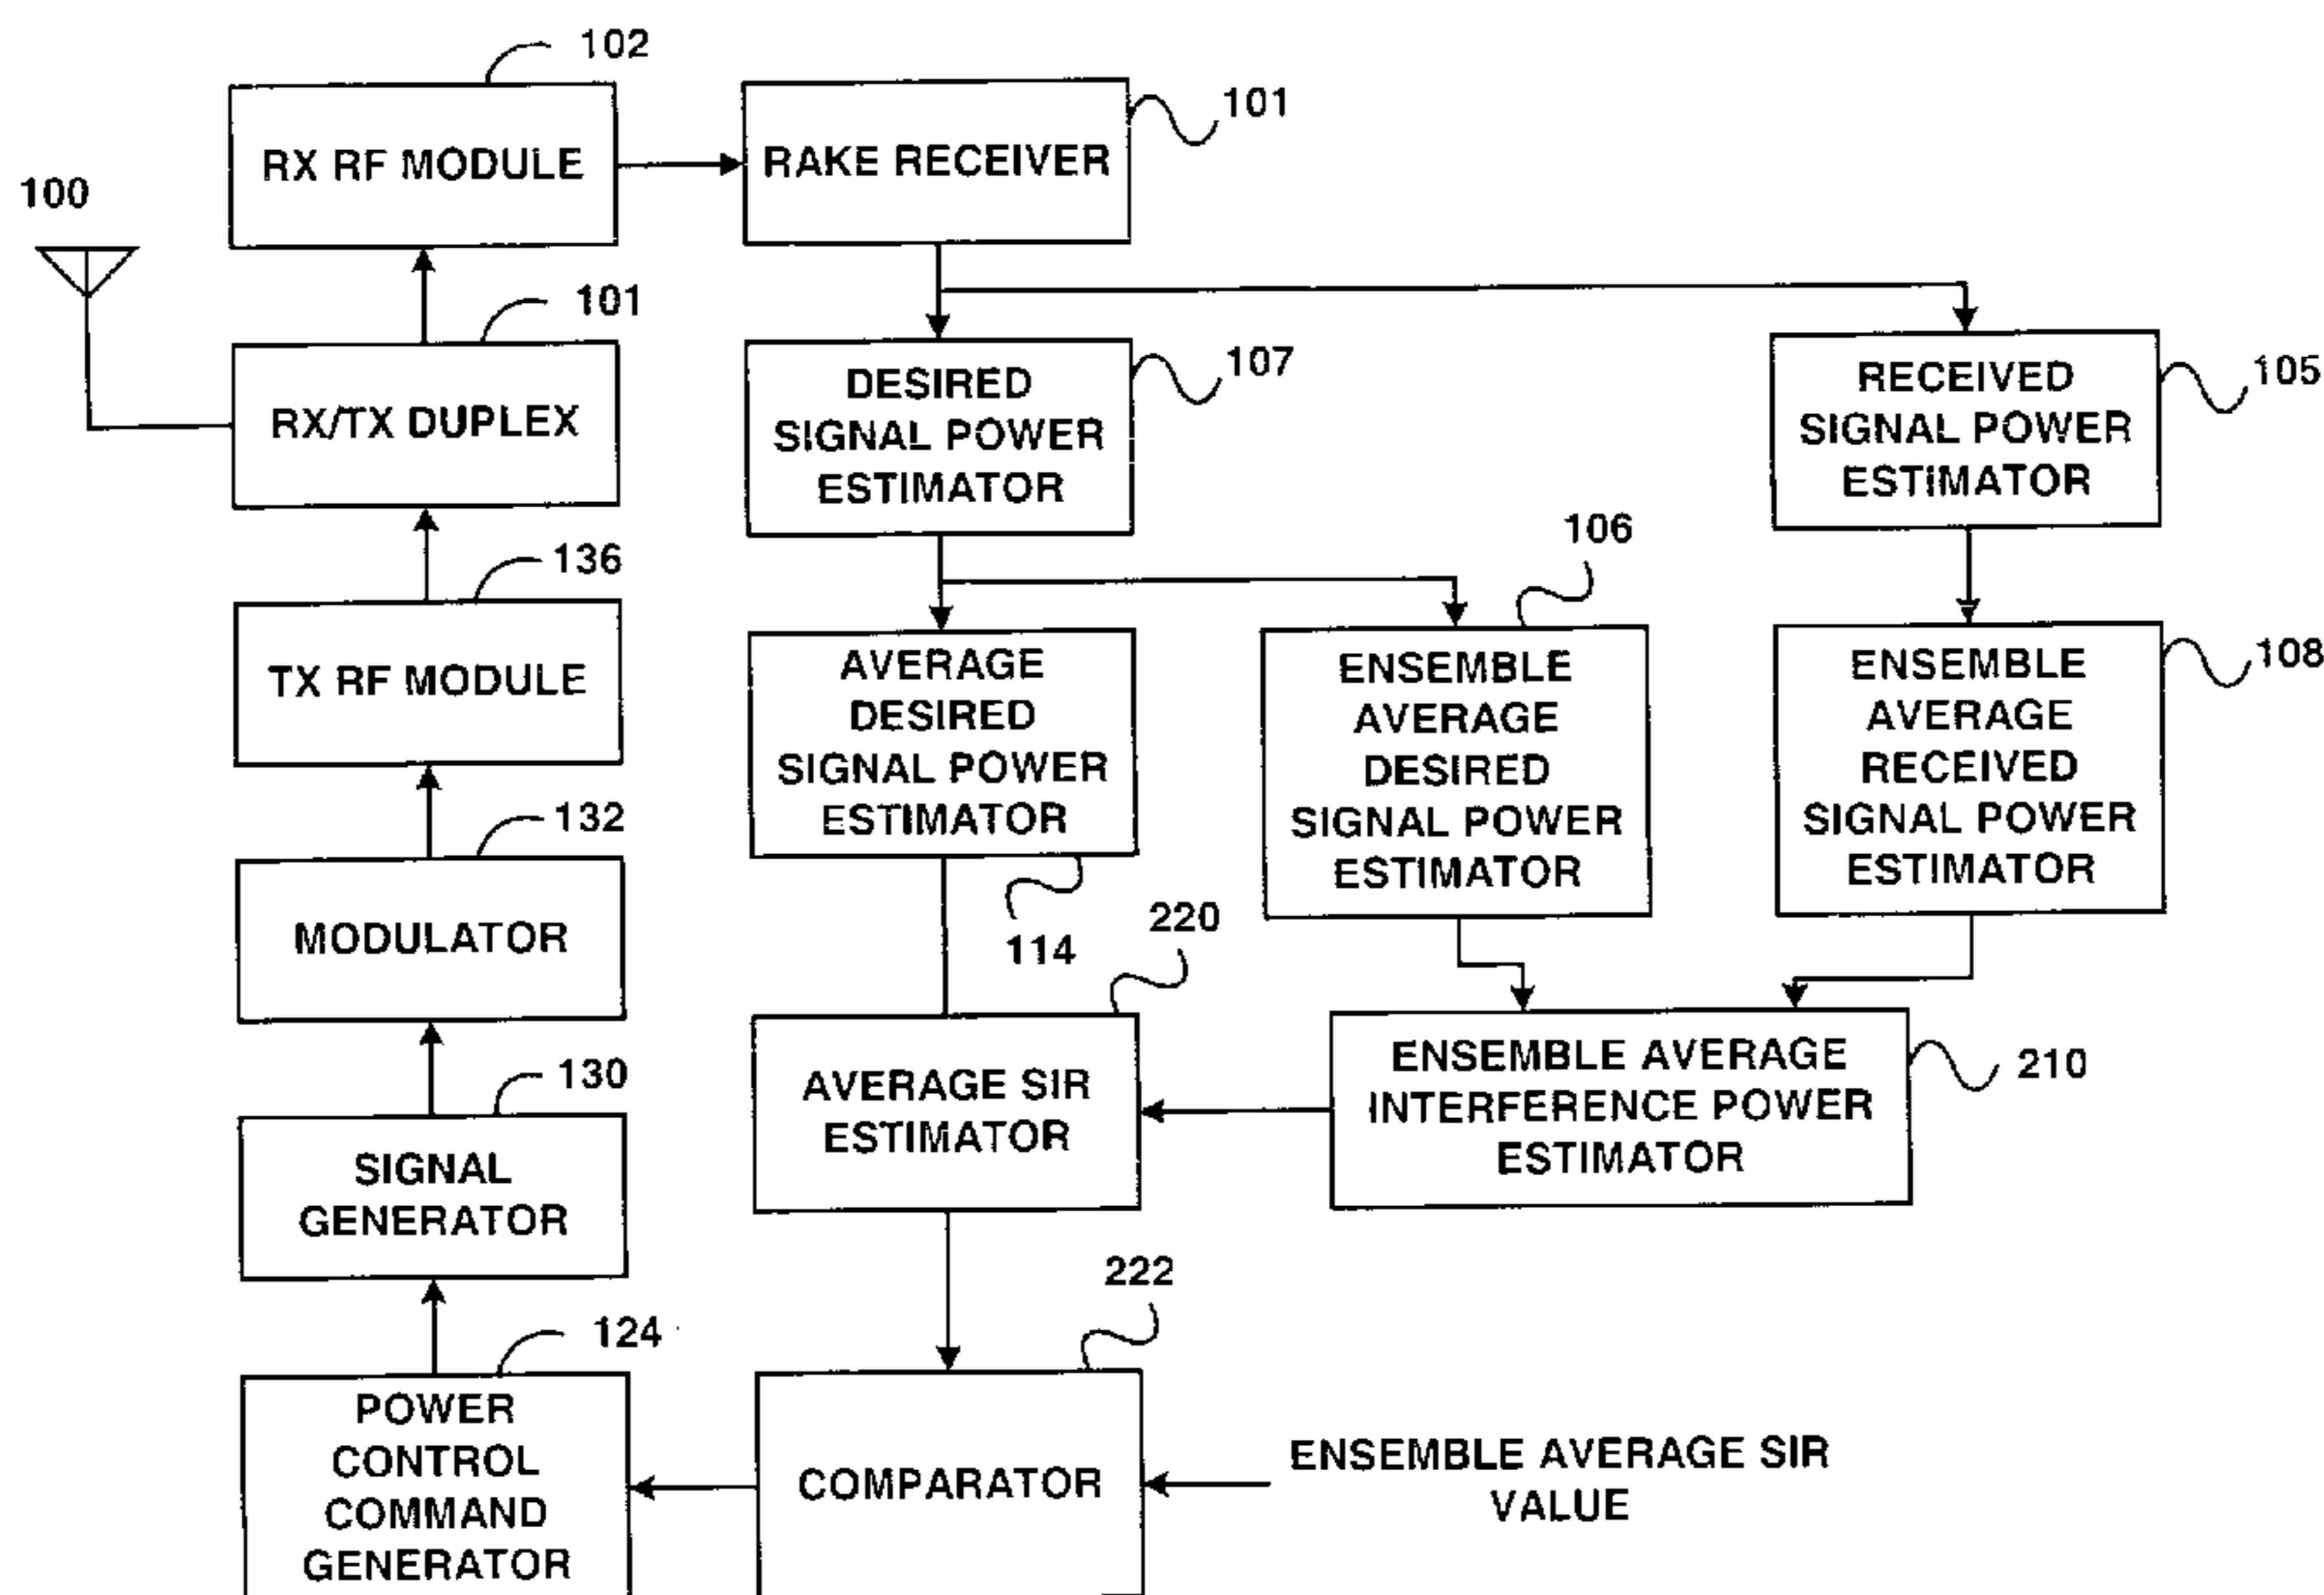 102
RX RF MODULE
RAKE RECEIVER
101
100
RX/TX DUPLEX
101
DESIRED
SIGNAL POWER
ESTIMATOR
107
RECEIVED
SIGNAL POWER
ESTIMATOR
105
136
TX RF MODULE
AVERAGE
DESIRED
SIGNAL POWER
ESTIMATOR
114
106
ENSEMBLE
AVERAGE
DESIRED
SIGNAL POWER
ESTIMATOR
ENSEMBLE
AVERAGE
RECEIVED
SIGNAL POWER
ESTIMATOR
108
132
MODULATOR
220
AVERAGE SIR
ESTIMATOR
ENSEMBLE AVERAGE
INTERFERENCE POWER
ESTIMATOR
210
130
SIGNAL
GENERATOR
124
POWER
CONTROL
COMMAND
GENERATOR
222
COMPARATOR
ENSEMBLE AVERAGE SIR
VALUE